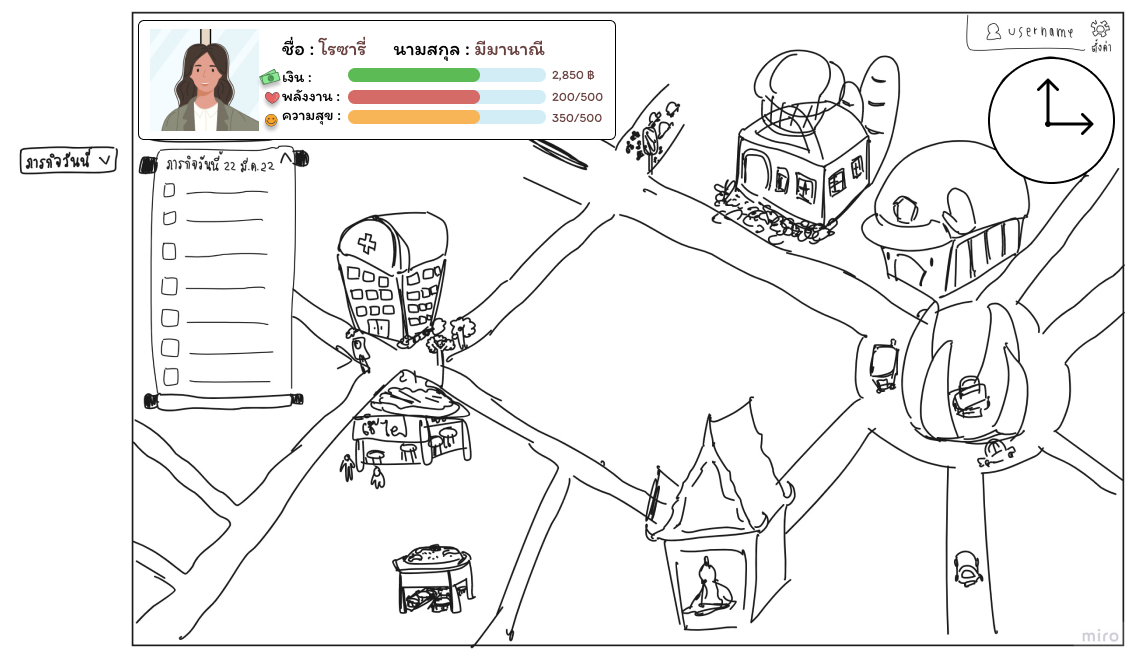 ชื่อ : โรซารี่ นามสกุล : มีมานาณี
เงิน : 2,850 ฿
พลังงาน : 200/500
ความสุข : 350/500
username
ตั้งค่า
ภารกิจวันนี้
ภารกิจวันนี้ 22 มี.ค.22
miro